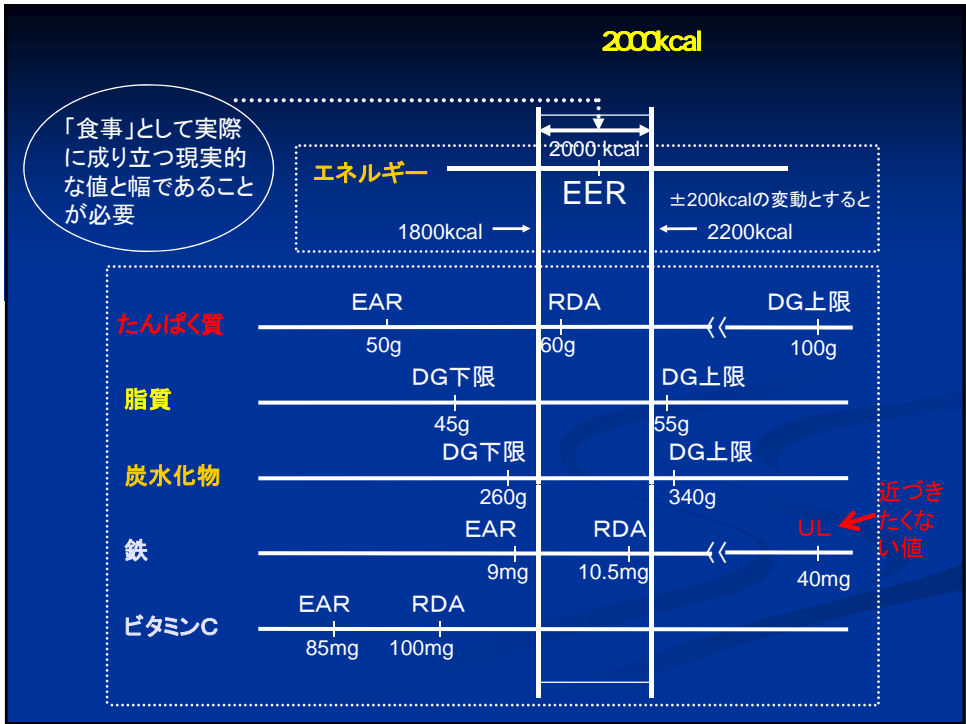 2000kcal
「食事」として実際
に成り立つ現実的
な値と幅であること
が必要
2000 kcal
エネルギー
EER
±200kcalの変動とすると
1800kcal
2200kcal
たんぱく質
EAR
RDA
DG上限
50g
60g
100g
脂質
DG下限
DG上限
45g
55g
炭水化物
DG下限
DG上限
260g
340g
近づき
たくな
い値
鉄
EAR
RDA
UL
9mg
10.5mg
40mg
ビタミンC
EAR
RDA
85mg
100mg